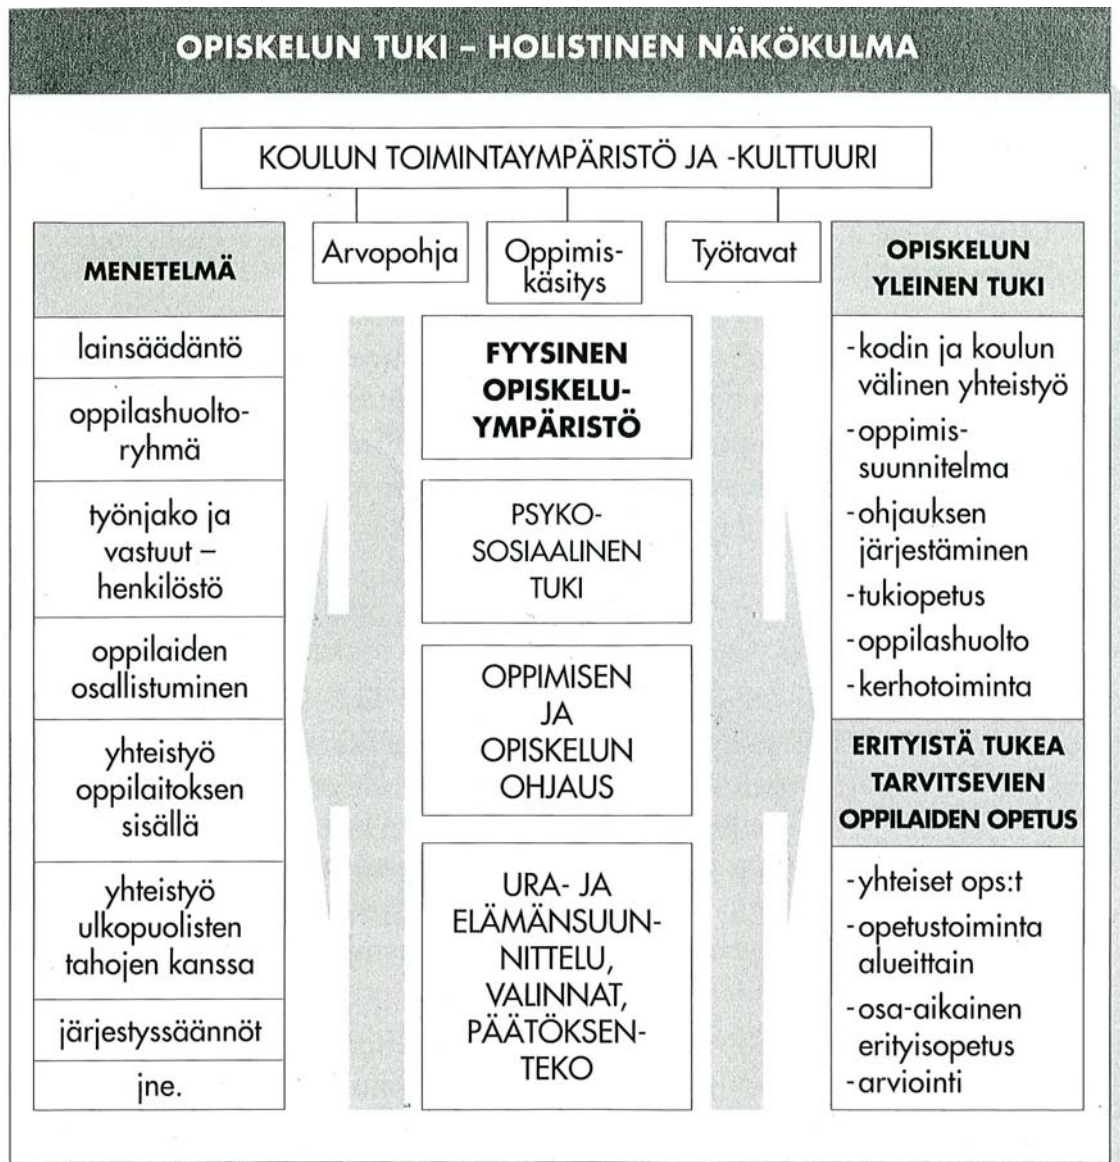 OPISKELUN TUKI – HOLISTINEN NÄKÖKULMA
KOULUN TOIMINTAYMPÄRISTÖ JA -KULTTUURI
Arvopohja
Oppimis-
käsitys
Työtavat
MENETELMÄ
lainsäädäntö
oppilashuolto-
ryhmä
työnjako ja
vastuut –
henkilöstö
oppilaiden
osallistuminen
yhteistyö
oppilaitoksen
sisällä
yhteistyö
ulkopuolisten
tahojen kanssa
järjestyssäännöt
jne.
FYYSINEN
OPISKELU-
YMPÄRISTÖ
PSYKO-
SOSIAALINEN
TUKI
OPPIMISEN
JA
OPISKELUN
OHJAUS
URA- JA
ELÄMÄNSUUN-
NITTELU,
VALINNAT,
PÄÄTÖKSEN-
TEKO
OPISKELUN
YLEINEN TUKI
-kodin ja koulun
välinen yhteistyö
-oppimis-
suunnitelma
-ohjauksen
järjestäminen
-tukiopetus
-oppilashuolto
-kerhotoiminta
ERITYISTÄ TUKEA
TARVITSEVIEN
OPPILAIDEN OPETUS
-yhteiset ops:t
-opetustoiminta
alueittain
-osa-aikainen
erityisopetus
-arviointi